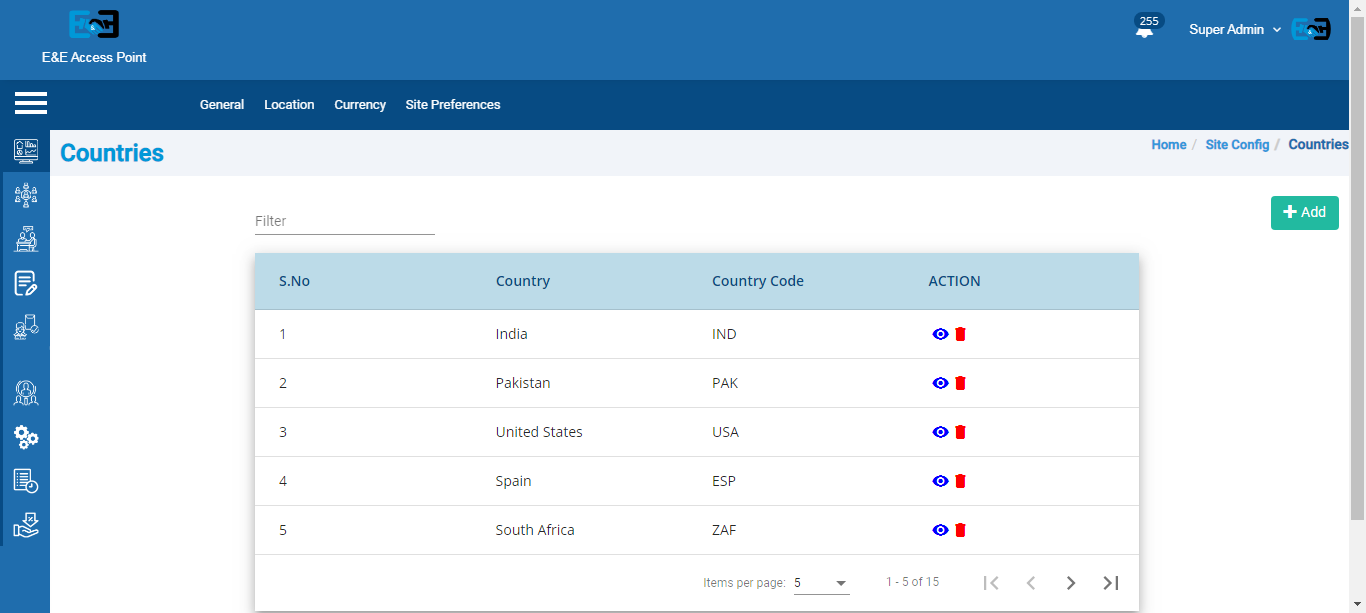 E&E
255
Super Admin
E&E
E&E Access Point
General Location Currency Site Preferences
Countries
Home / Site Config / Countries
Filter
Add
S.No Country Country Code ACTION
1 India IND
2 Pakistan PAK
3 United States USA
4 Spain ESP
5 South Africa ZAF
Items per page: 5 1 - 5 of 15